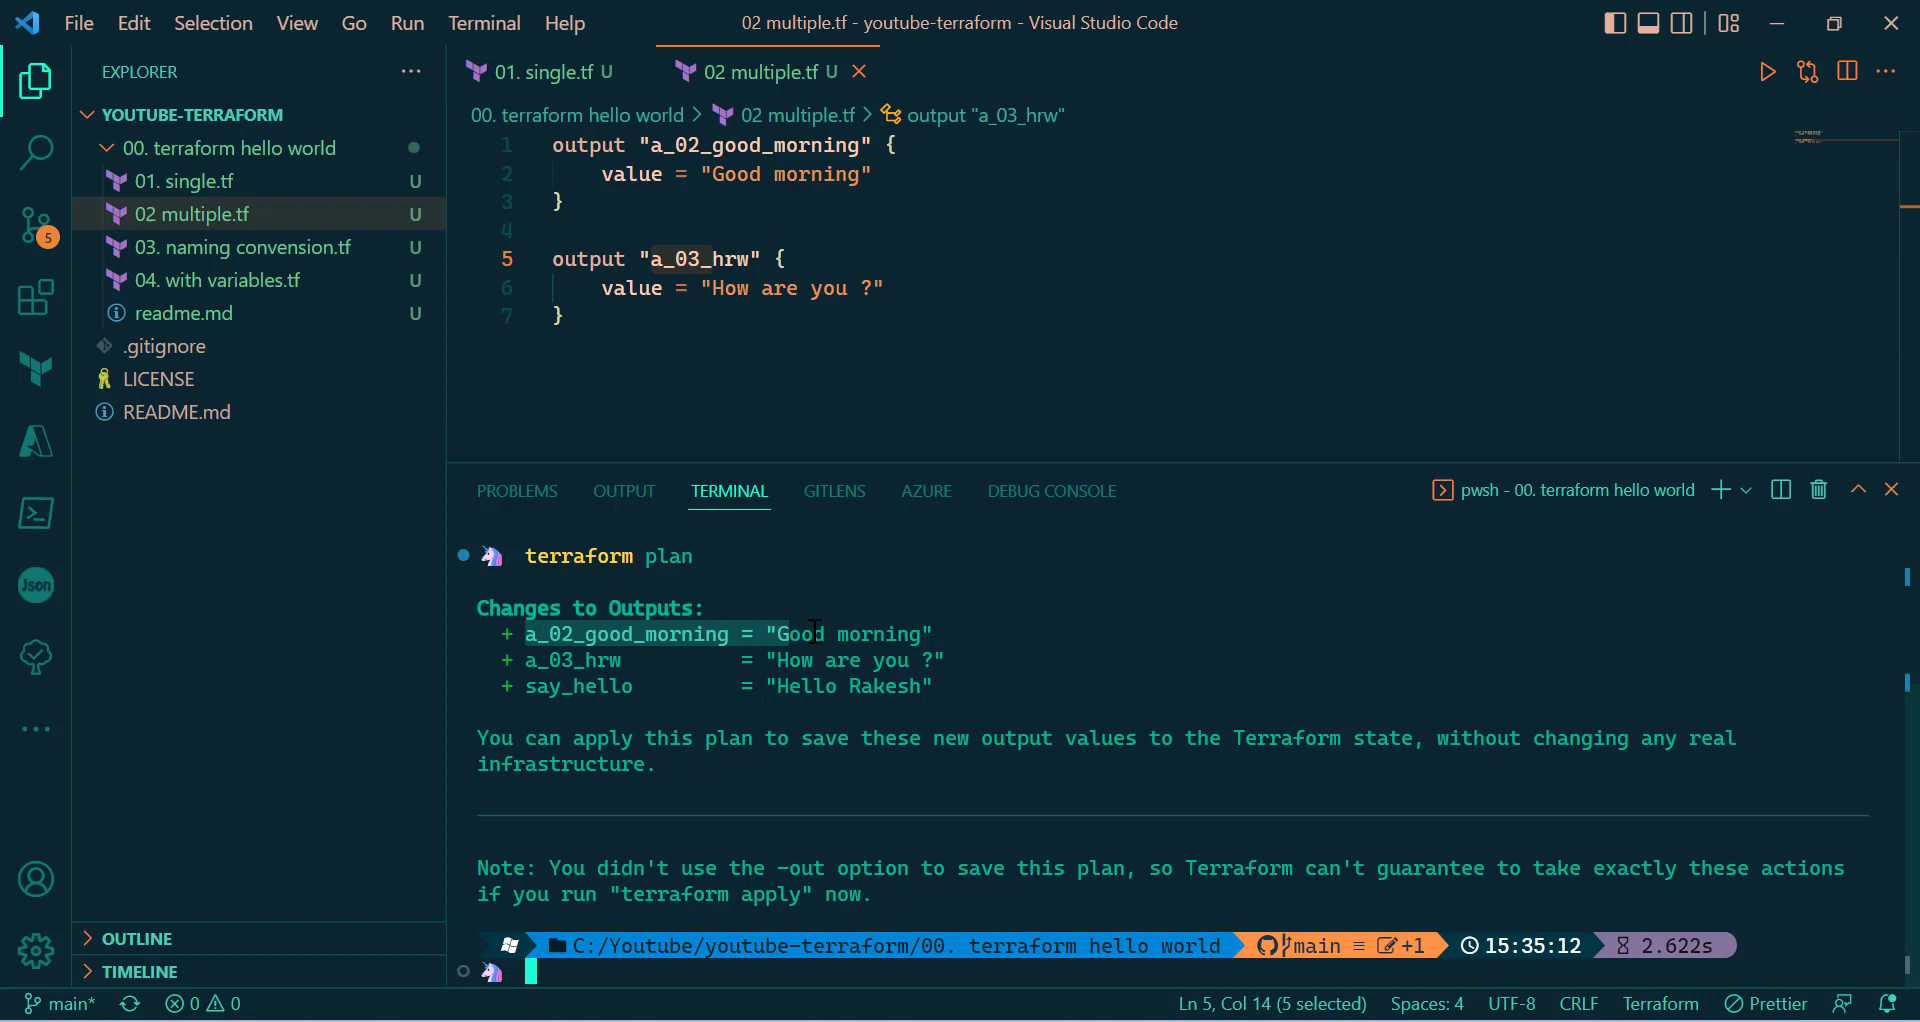 File Edit Selection View Go Run Terminal Help
02 multiple.tf - youtube-terraform - Visual Studio Code
EXPLORER
YOUTUBE-TERRAFORM
00. terraform hello world
01. single.tf U
02 multiple.tf U
03. naming convension.tf U
04. with variables.tf U
readme.md U
.gitignore
LICENSE
README.md
OUTLINE
TIMELINE
5
Json
01. single.tf U
02 multiple.tf U
00. terraform hello world > 02 multiple.tf > output "a_03_hrw"
1 output "a_02_good_morning" {
2 value = "Good morning"
3 }
4
5 output "a_03_hrw" {
6 value = "How are you ?"
7 }
PROBLEMS OUTPUT TERMINAL GITLENS AZURE DEBUG CONSOLE
pwsh - 00. terraform hello world
terraform plan
Changes to Outputs:
+ a_02_good_morning = "Good morning"
+ a_03_hrw = "How are you ?"
+ say_hello = "Hello Rakesh"
You can apply this plan to save these new output values to the Terraform state, without changing any real
infrastructure.
Note: You didn't use the -out option to save this plan, so Terraform can't guarantee to take exactly these actions
if you run "terraform apply" now.
C:/Youtube/youtube-terraform/00. terraform hello world main ≡ +1 15:35:12 2.622s
main* 0 0 Ln 5, Col 14 (5 selected) Spaces: 4 UTF-8 CRLF Terraform Prettier